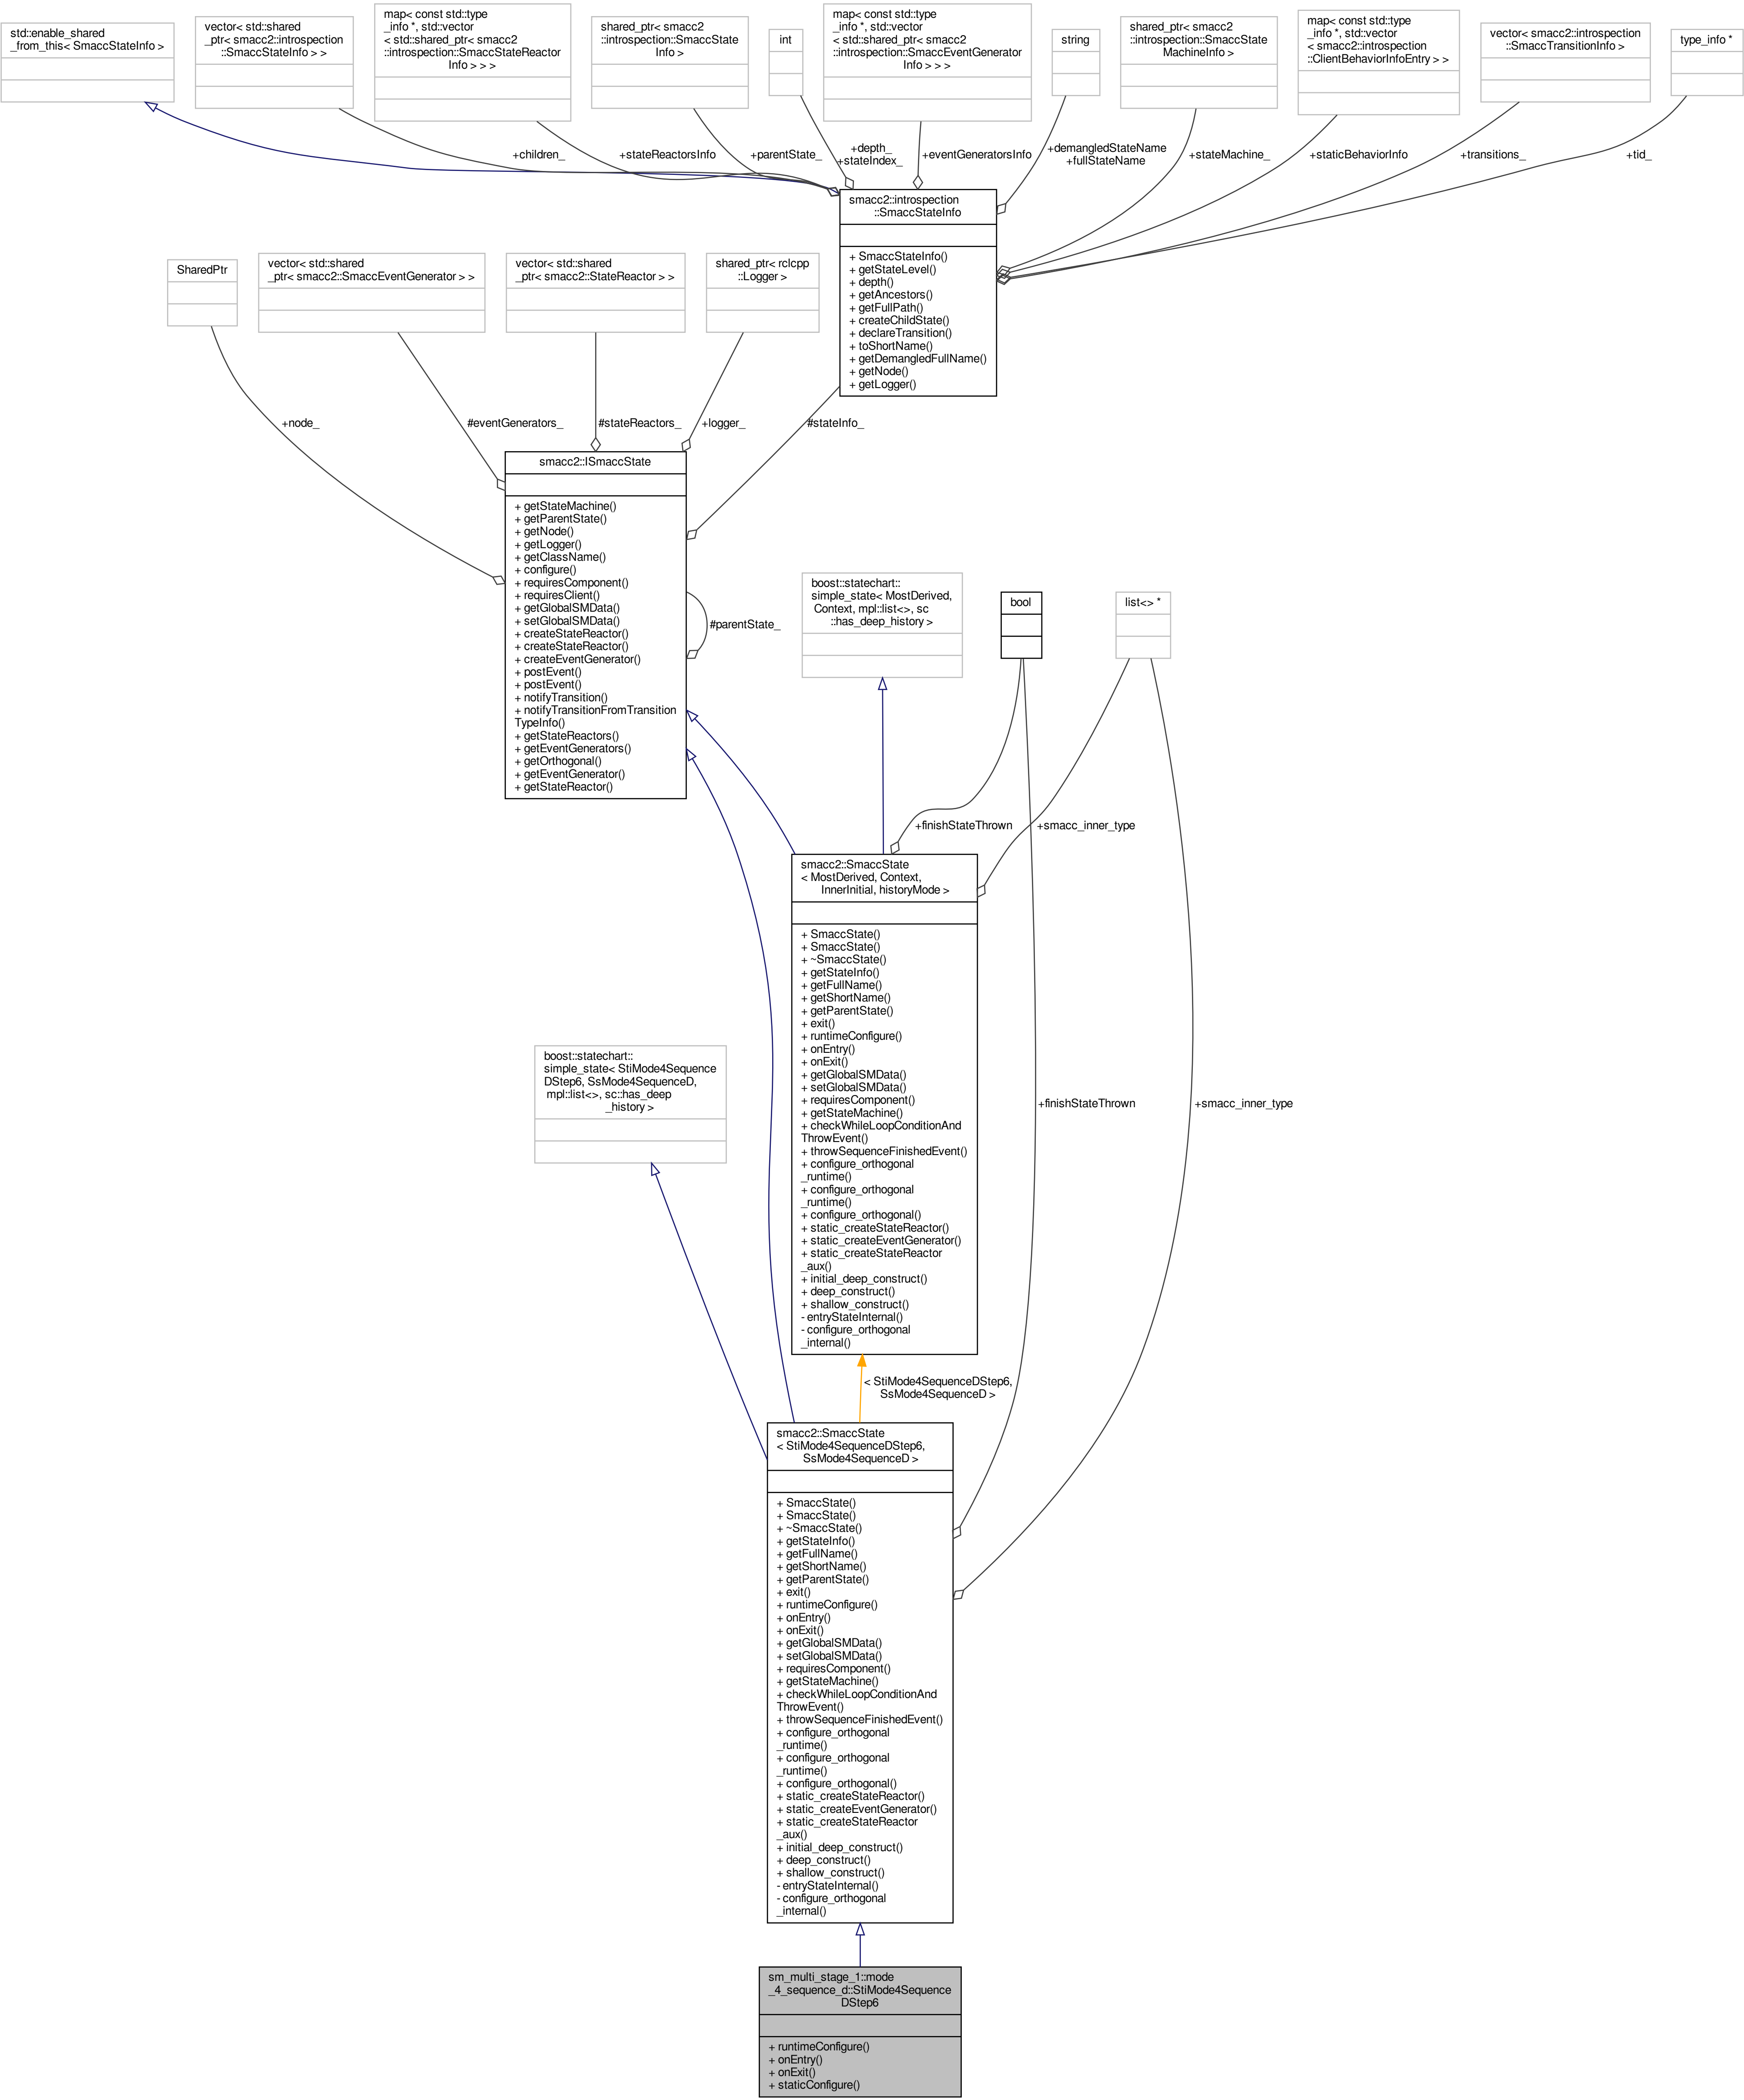 std::enable_shared
_from_this< SmaccStateInfo >
vector< std::shared
_ptr< smacc2::introspection
::SmaccStateInfo > >
map< const std::type
_info *, std::vector
< std::shared_ptr< smacc2
::introspection::SmaccStateReactor
Info > > >
shared_ptr< smacc2
::introspection::SmaccState
Info >
int
map< const std::type
_info *, std::vector
< std::shared_ptr< smacc2
::introspection::SmaccEventGenerator
Info > > >
string
shared_ptr< smacc2
::introspection::SmaccState
MachineInfo >
map< const std::type
_info *, std::vector
< smacc2::introspection
::ClientBehaviorInfoEntry > >
vector< smacc2::introspection
::SmaccTransitionInfo >
type_info *
+children_
+stateReactorsInfo
+parentState_
+depth_
+stateIndex_
+eventGeneratorsInfo
+demangledStateName
+fullStateName
+stateMachine_
+staticBehaviorInfo
+transitions_
+tid_
smacc2::introspection
::SmaccStateInfo
+ SmaccStateInfo()
+ getStateLevel()
+ depth()
+ getAncestors()
+ getFullPath()
+ createChildState()
+ declareTransition()
+ toShortName()
+ getDemangledFullName()
+ getNode()
+ getLogger()
SharedPtr
vector< std::shared
_ptr< smacc2::SmaccEventGenerator > >
vector< std::shared
_ptr< smacc2::StateReactor > >
shared_ptr< rclcpp
::Logger >
+node_
#eventGenerators_
#stateReactors_
+logger_
#stateInfo_
smacc2::ISmaccState
+ getStateMachine()
+ getParentState()
+ getNode()
+ getLogger()
+ getClassName()
+ configure()
+ requiresComponent()
+ requiresClient()
+ getGlobalSMData()
+ setGlobalSMData()
+ createStateReactor()
+ createStateReactor()
+ createEventGenerator()
+ postEvent()
+ postEvent()
+ notifyTransition()
+ notifyTransitionFromTransition
TypeInfo()
+ getStateReactors()
+ getEventGenerators()
+ getOrthogonal()
+ getEventGenerator()
+ getStateReactor()
#parentState_
boost::statechart::
simple_state< MostDerived,
Context, mpl::list<>, sc
::has_deep_history >
bool
list<> *
+finishStateThrown
+smacc_inner_type
smacc2::SmaccState
< MostDerived, Context,
InnerInitial, historyMode >
+ SmaccState()
+ SmaccState()
+ ~SmaccState()
+ getStateInfo()
+ getFullName()
+ getShortName()
+ getParentState()
+ exit()
+ runtimeConfigure()
+ onEntry()
+ onExit()
+ getGlobalSMData()
+ setGlobalSMData()
+ requiresComponent()
+ getStateMachine()
+ checkWhileLoopConditionAnd
ThrowEvent()
+ throwSequenceFinishedEvent()
+ configure_orthogonal
_runtime()
+ configure_orthogonal
_runtime()
+ configure_orthogonal()
+ static_createStateReactor()
+ static_createEventGenerator()
+ static_createStateReactor
_aux()
+ initial_deep_construct()
+ deep_construct()
+ shallow_construct()
- entryStateInternal()
- configure_orthogonal
_internal()
boost::statechart::
simple_state< StiMode4Sequence
DStep6, SsMode4SequenceD,
mpl::list<>, sc::has_deep
_history >
+finishStateThrown
+smacc_inner_type
< StiMode4SequenceDStep6,
SsMode4SequenceD >
smacc2::SmaccState
< StiMode4SequenceDStep6,
SsMode4SequenceD >
+ SmaccState()
+ SmaccState()
+ ~SmaccState()
+ getStateInfo()
+ getFullName()
+ getShortName()
+ getParentState()
+ exit()
+ runtimeConfigure()
+ onEntry()
+ onExit()
+ getGlobalSMData()
+ setGlobalSMData()
+ requiresComponent()
+ getStateMachine()
+ checkWhileLoopConditionAnd
ThrowEvent()
+ throwSequenceFinishedEvent()
+ configure_orthogonal
_runtime()
+ configure_orthogonal
_runtime()
+ configure_orthogonal()
+ static_createStateReactor()
+ static_createEventGenerator()
+ static_createStateReactor
_aux()
+ initial_deep_construct()
+ deep_construct()
+ shallow_construct()
- entryStateInternal()
- configure_orthogonal
_internal()
sm_multi_stage_1::mode
_4_sequence_d::StiMode4Sequence
DStep6
+ runtimeConfigure()
+ onEntry()
+ onExit()
+ staticConfigure()